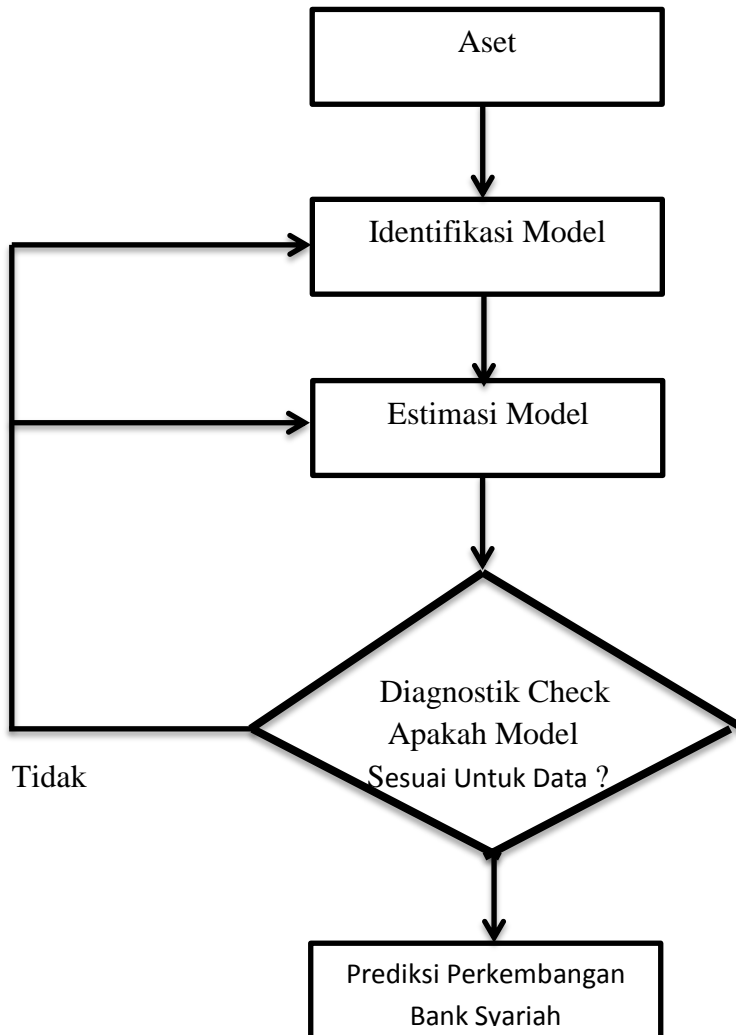 Aset
Identifikasi Model
Estimasi Model
Diagnostik Check
Apakah Model
Sesuai Untuk Data ?
Tidak
Prediksi Perkembangan
Bank Syariah